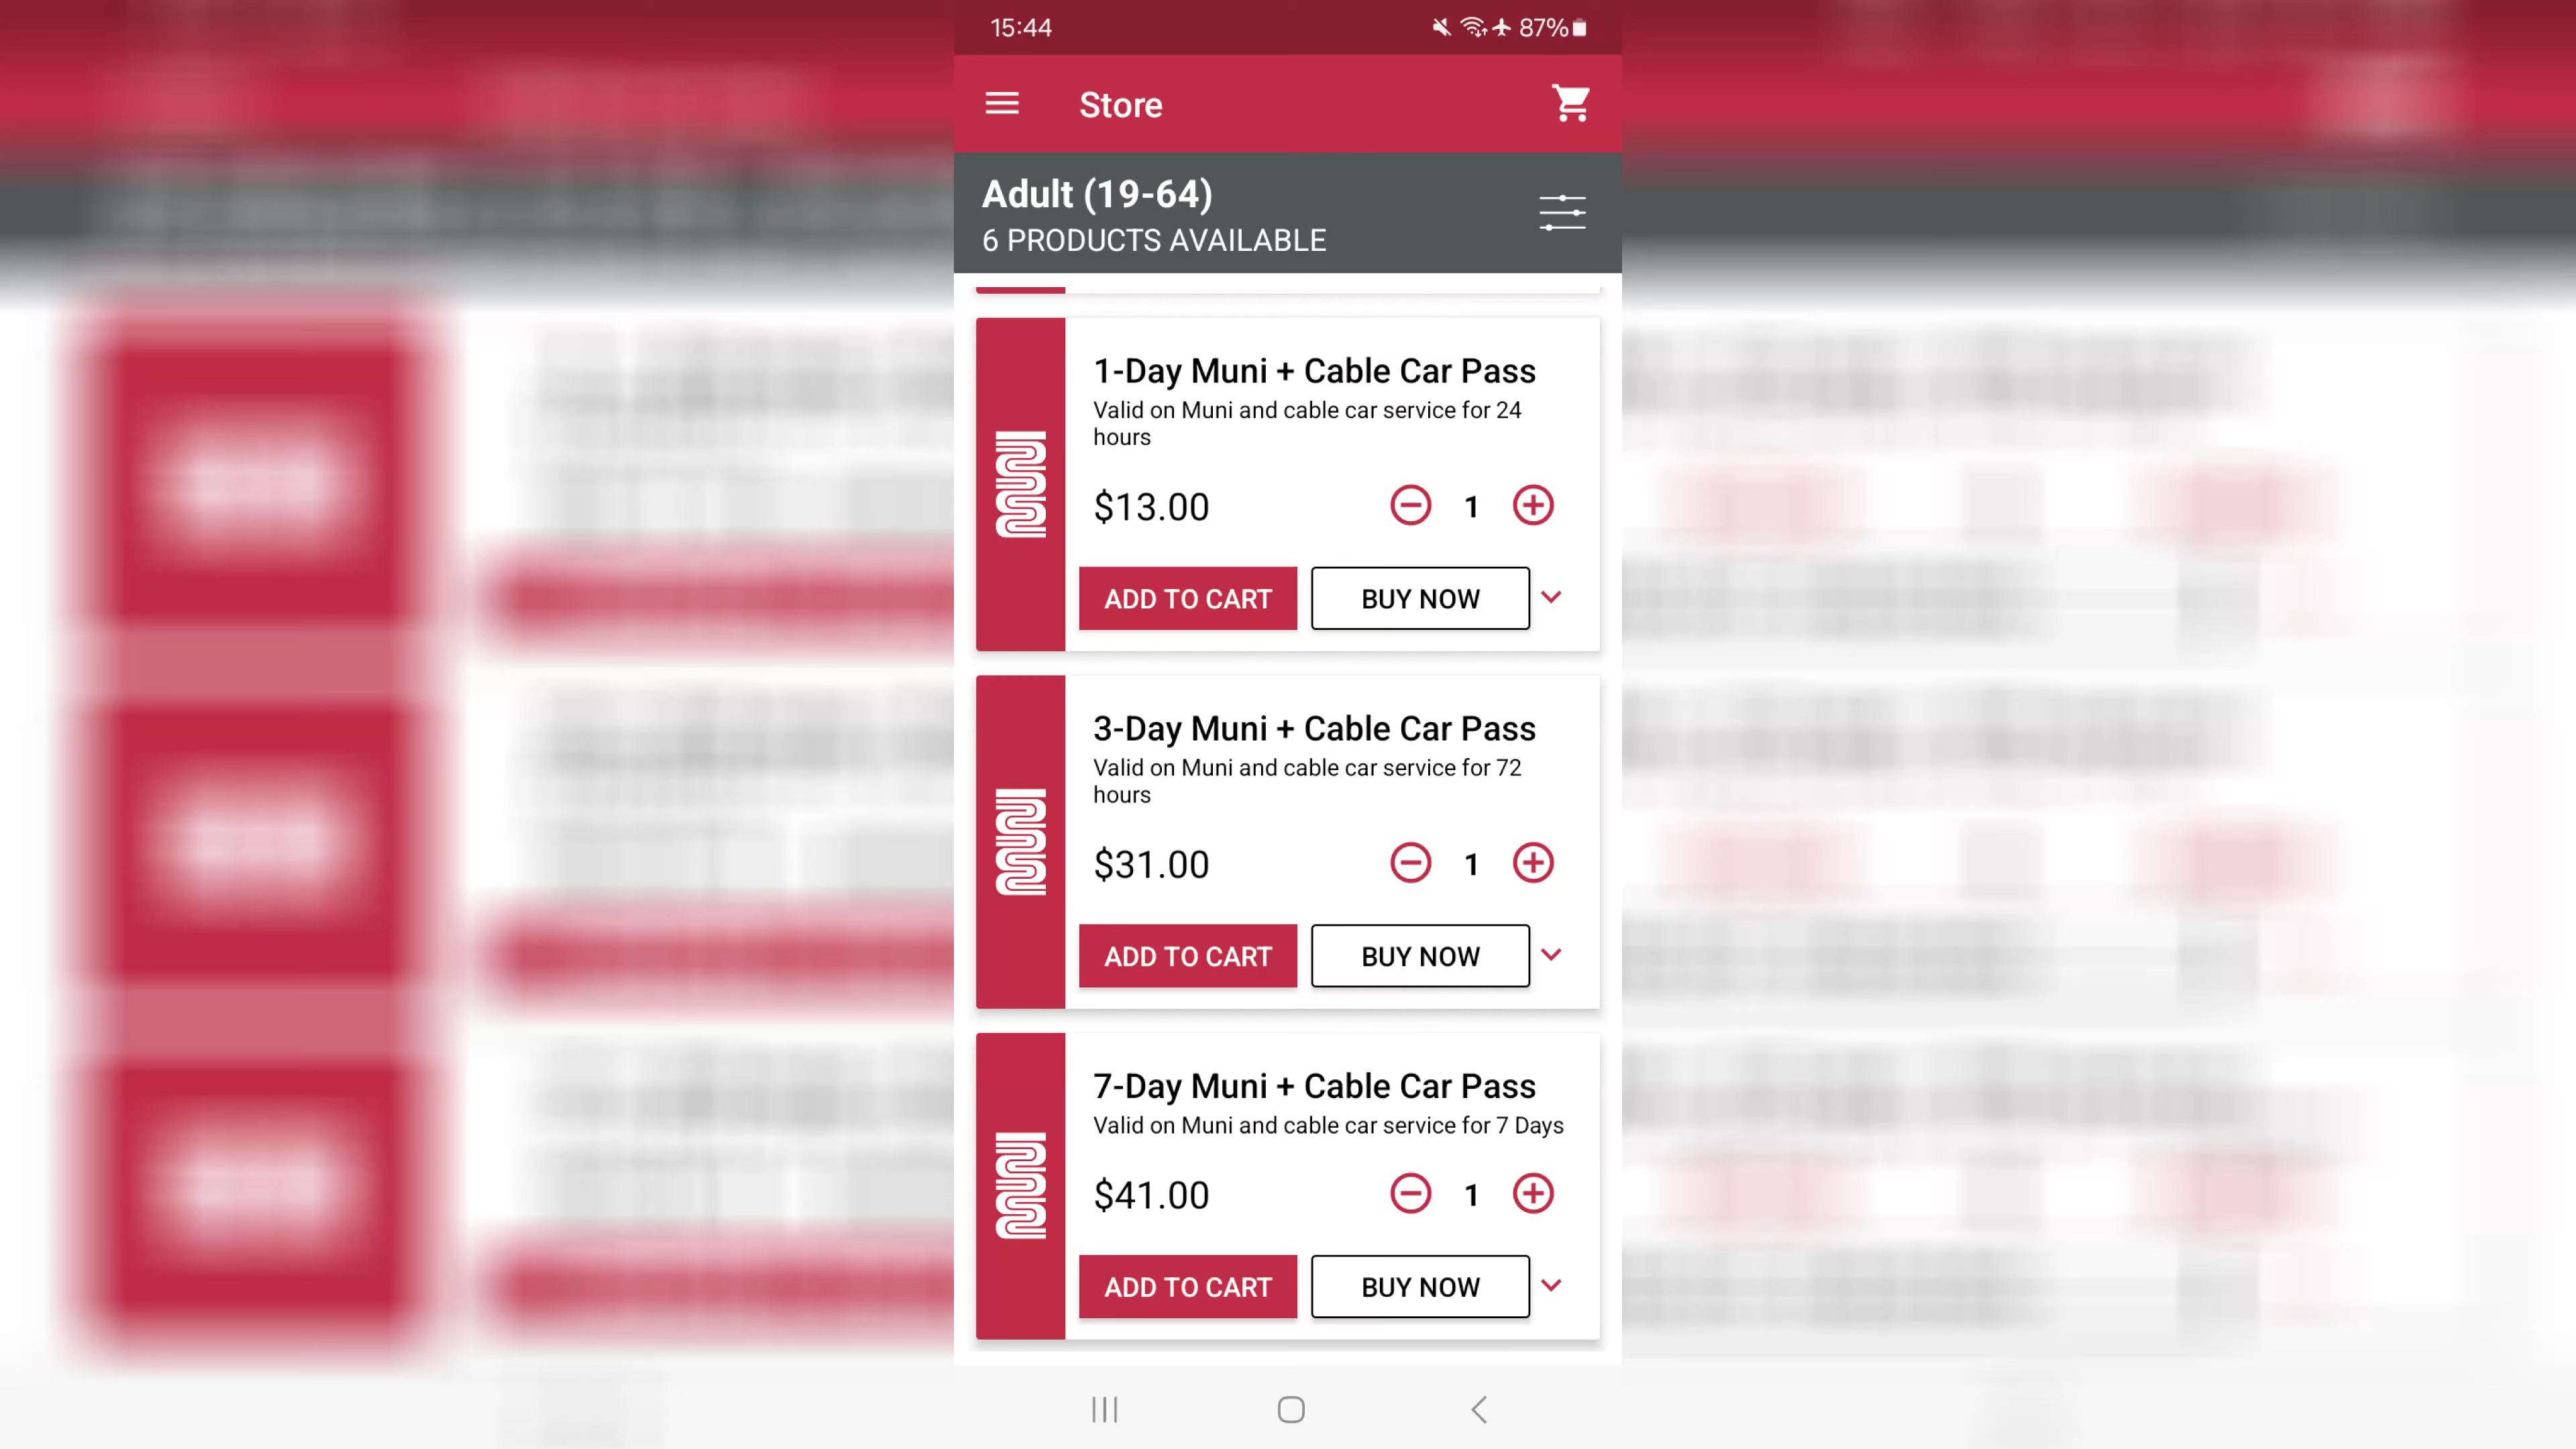 15:44
87%
Store
Adult (19-64)
6 PRODUCTS AVAILABLE
MUNI
1-Day Muni + Cable Car Pass
Valid on Muni and cable car service for 24
hours
$13.00
1
ADD TO CART
BUY NOW
MUNI
3-Day Muni + Cable Car Pass
Valid on Muni and cable car service for 72
hours
$31.00
1
ADD TO CART
BUY NOW
MUNI
7-Day Muni + Cable Car Pass
Valid on Muni and cable car service for 7 Days
$41.00
1
ADD TO CART
BUY NOW